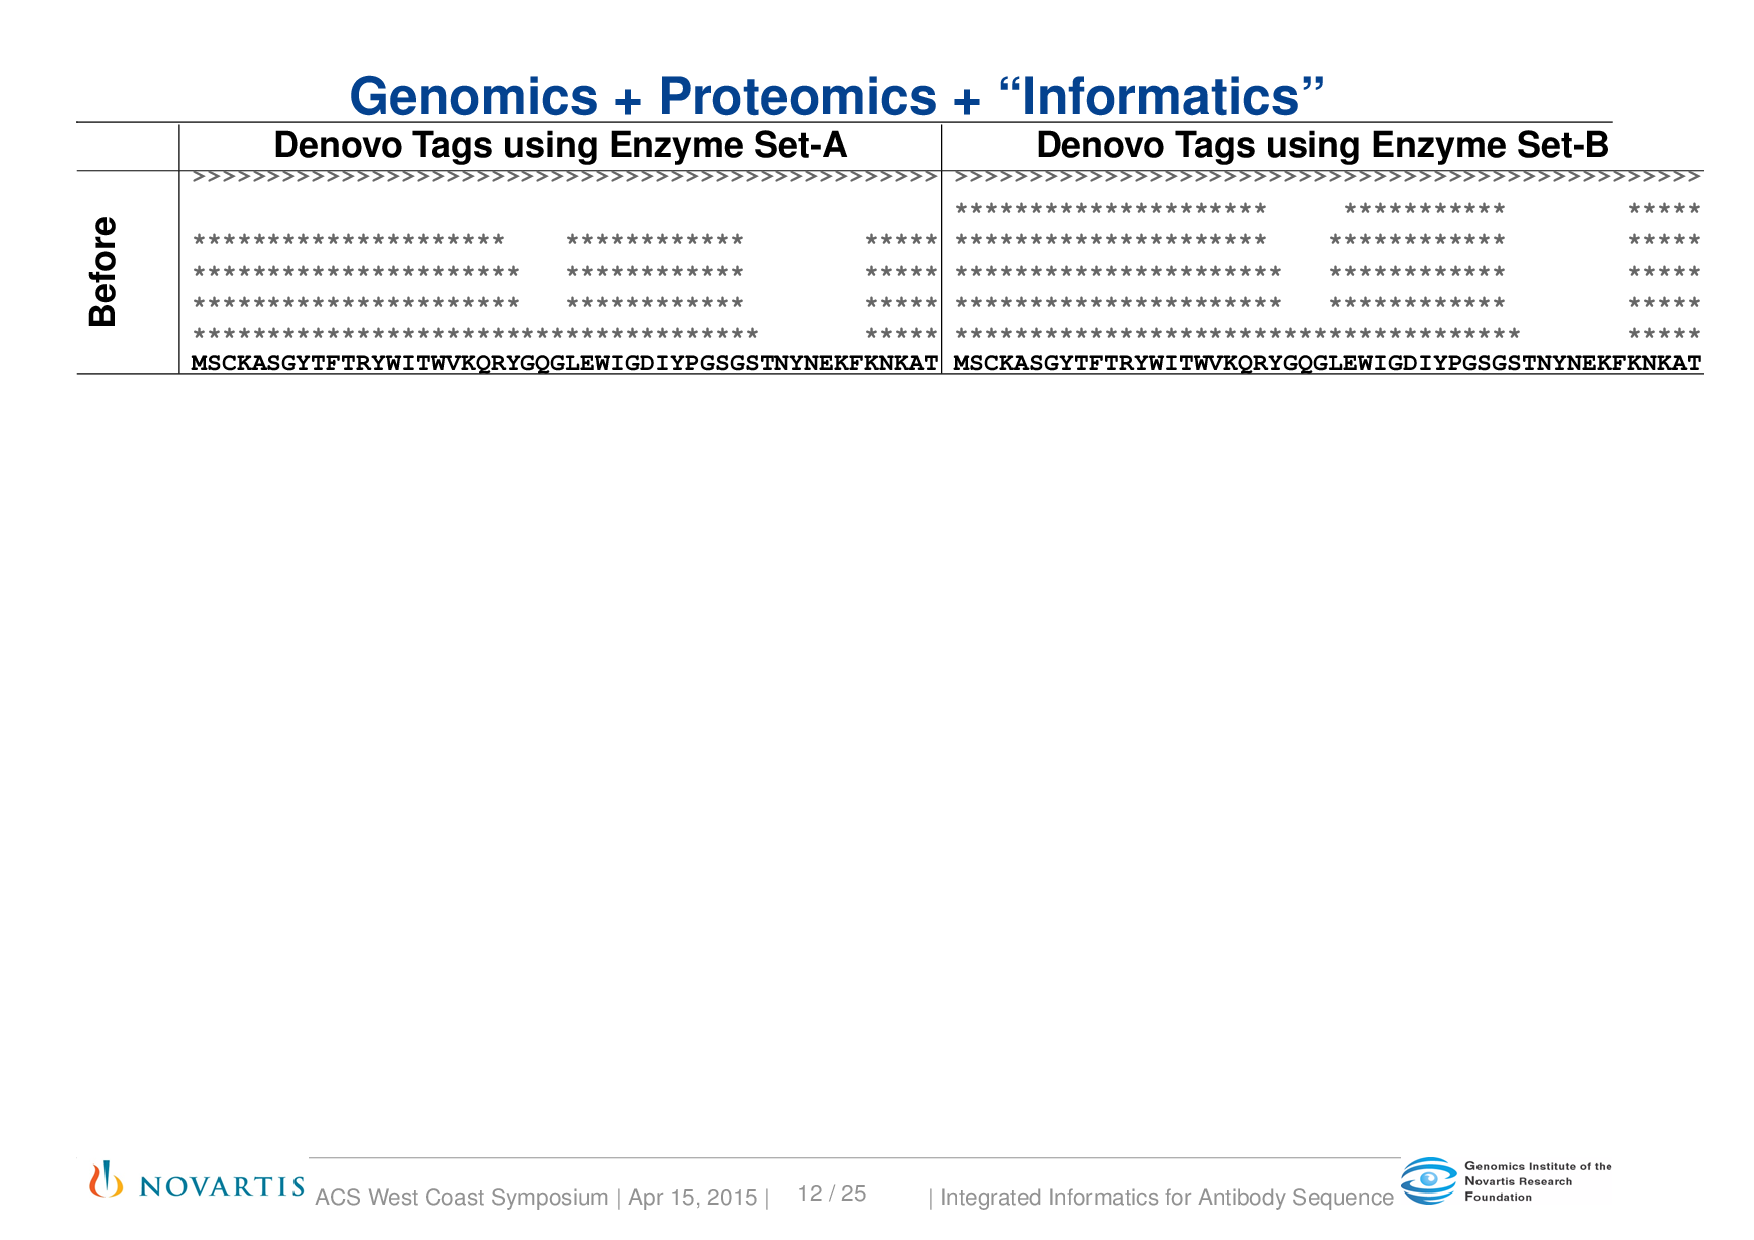 Genomics + Proteomics + “Informatics”
Denovo Tags using Enzyme Set-A Denovo Tags using Enzyme Set-B
Before
>>>>>>>>>>>>>>>>>>>>>>>>>>>>>>>>>>>>>>>>>>>>>>>>>> >>>>>>>>>>>>>>>>>>>>>>>>>>>>>>>>>>>>>>>>>>>>>>>>>>
********************* *********** *****
********************* ************ ***** ********************* ************ *****
********************** ************ ***** ********************** ************ *****
********************** ************ ***** ********************** ************ *****
************************************** ***** ************************************** *****
MSCKASGYTFTRYWITWVKQRYGQGLEWIGDIYPGSGSTNYNEKFKNKAT MSCKASGYTFTRYWITWVKQRYGQGLEWIGDIYPGSGSTNYNEKFKNKAT
NOVARTIS ACS West Coast Symposium | Apr 15, 2015 | 12 / 25 | Integrated Informatics for Antibody Sequence
Genomics Institute of the
Novartis Research
Foundation